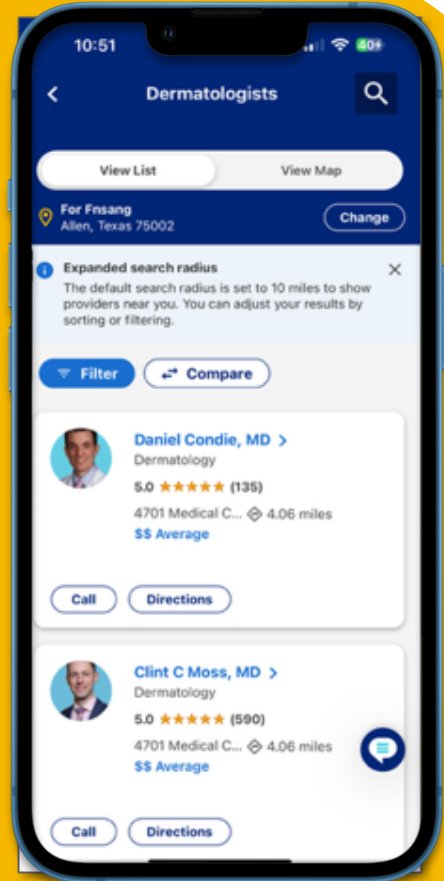 10:51
Dermatologists
View List
View Map
For Fnsang
Allen, Texas 75002
Change
Expanded search radius
The default search radius is set to 10 miles to show
providers near you. You can adjust your results by
sorting or filtering.
Filter
Compare
Daniel Condie, MD >
Dermatology
5.0 ★★★★★ (135)
4701 Medical C... 4.06 miles
$$ Average
Call
Directions
Clint C Moss, MD >
Dermatology
5.0 ★★★★★ (590)
4701 Medical C... 4.06 miles
$$ Average
Call
Directions